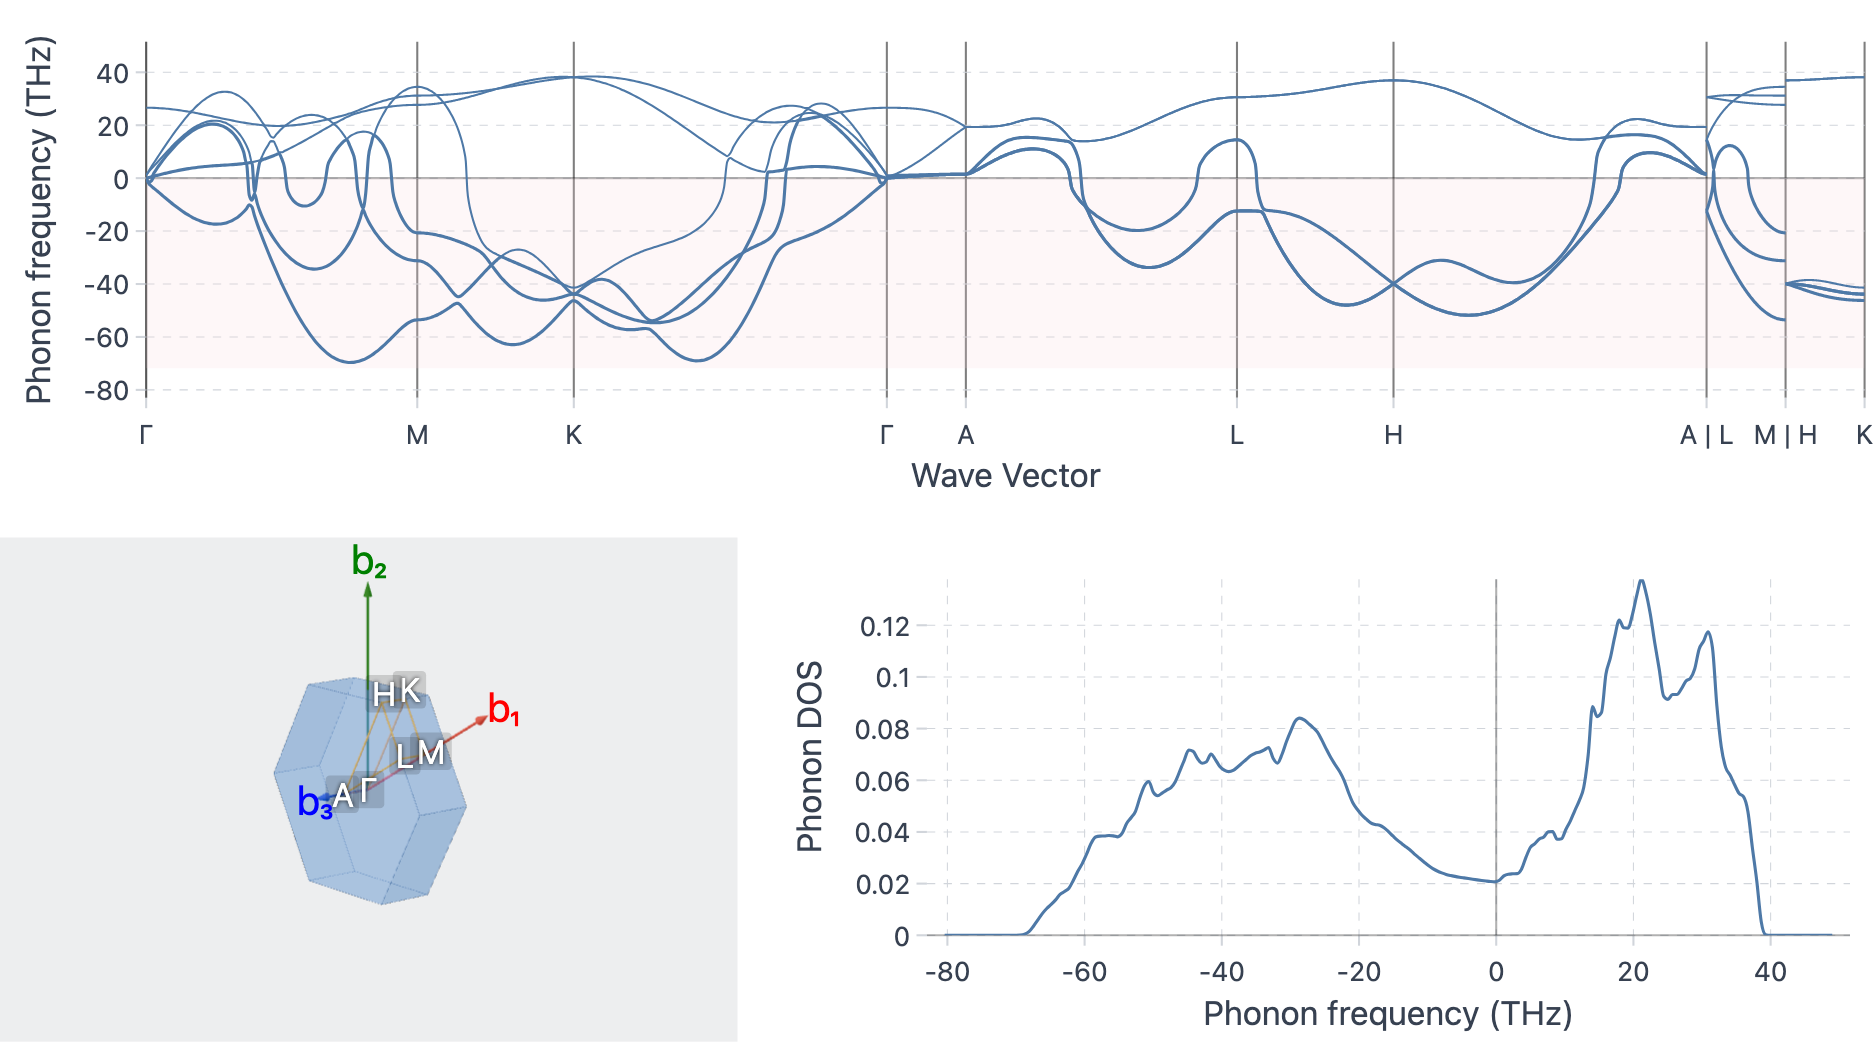 Phonon frequency (THz)
40
20
0
-20
-40
-60
-80
Γ M K Γ A L H A | L M | H K
Wave Vector
b₂
H K
b₁
L M
b₃ A Γ
Phonon DOS
0.12
0.1
0.08
0.06
0.04
0.02
0
-80 -60 -40 -20 0 20 40
Phonon frequency (THz)